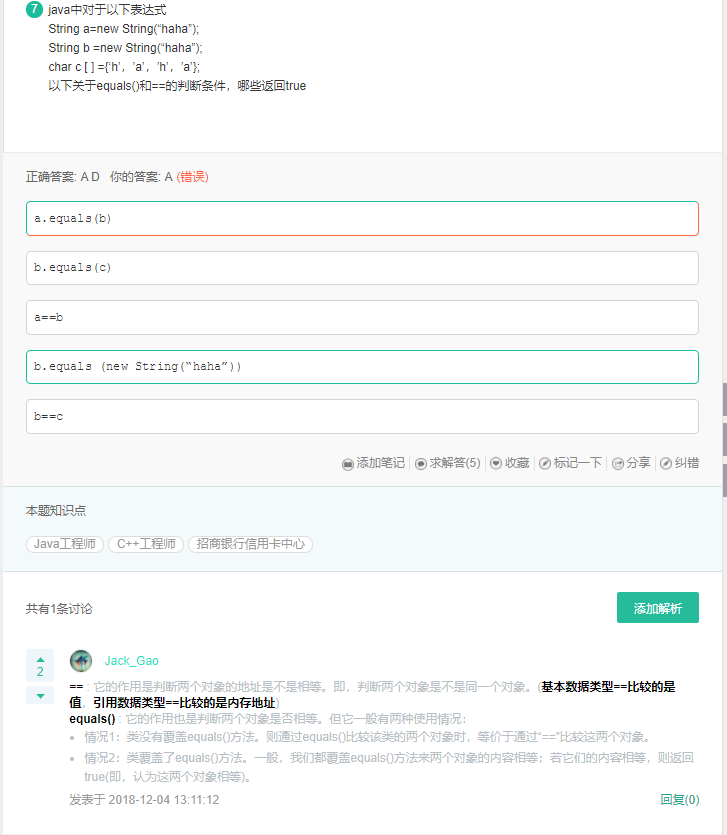 7 java中对于以下表达式
String a=new String(“haha”);
String b =new String(“haha”);
char c [ ] ={‘h’，’a’，’h’，’a’};
以下关于equals()和==的判断条件，哪些返回true
正确答案: A D 你的答案: A (错误)
a.equals(b)
b.equals(c)
a==b
b.equals (new String(“haha”))
b==c
添加笔记 求解答(5) 收藏 标记一下 分享 纠错
本题知识点
Java工程师 C++工程师 招商银行信用卡中心
共有1条讨论 添加解析
Jack_Gao
2
== : 它的作用是判断两个对象的地址是不是相等。即，判断两个对象是不是同一个对象。(基本数据类型==比较的是
值，引用数据类型==比较的是内存地址)
equals() : 它的作用也是判断两个对象是否相等。但它一般有两种使用情况：
情况1：类没有覆盖equals()方法。则通过equals()比较该类的两个对象时，等价于通过“==”比较这两个对象。
情况2：类覆盖了equals()方法。一般，我们都覆盖equals()方法来两个对象的内容相等；若它们的内容相等，则返回
true(即，认为这两个对象相等)。
发表于 2018-12-04 13:11:12 回复(0)